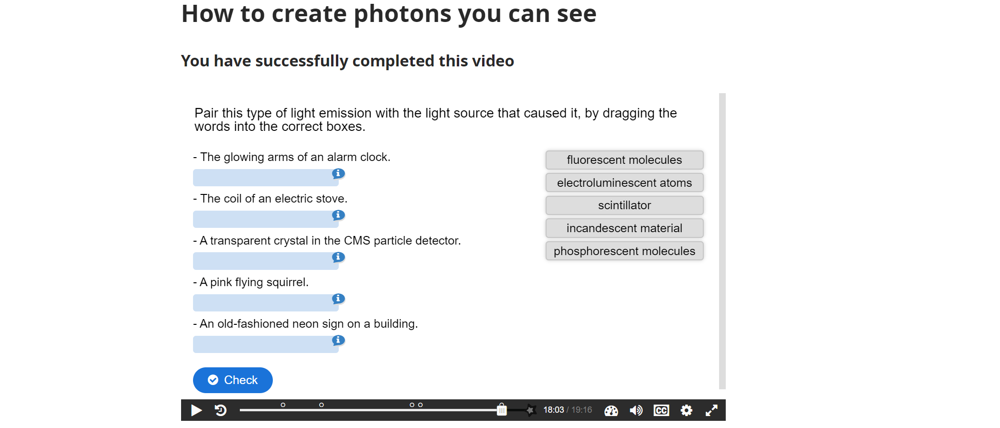 How to create photons you can see
You have successfully completed this video
Pair this type of light emission with the light source that caused it, by dragging the
words into the correct boxes.
- The glowing arms of an alarm clock.
- The coil of an electric stove.
- A transparent crystal in the CMS particle detector.
- A pink flying squirrel.
- An old-fashioned neon sign on a building.
fluorescent molecules
electroluminescent atoms
scintillator
incandescent material
phosphorescent molecules
Check
18:03 / 19:16
CC